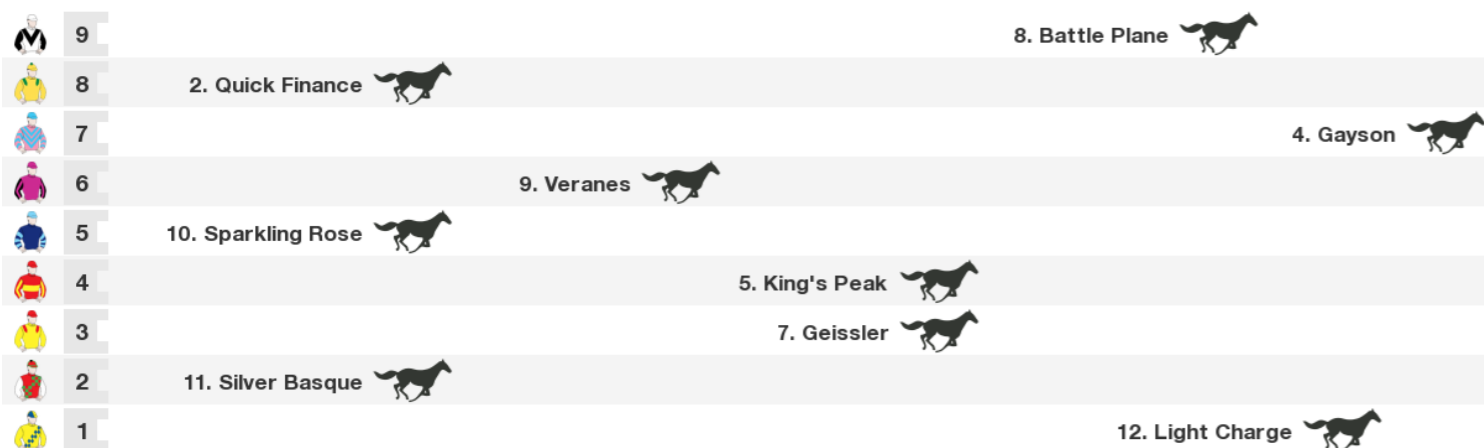 9 8. Battle Plane
8 2. Quick Finance
7 4. Gayson
6 9. Veranes
5 10. Sparkling Rose
4 5. King's Peak
3 7. Geissler
2 11. Silver Basque
1 12. Light Charge